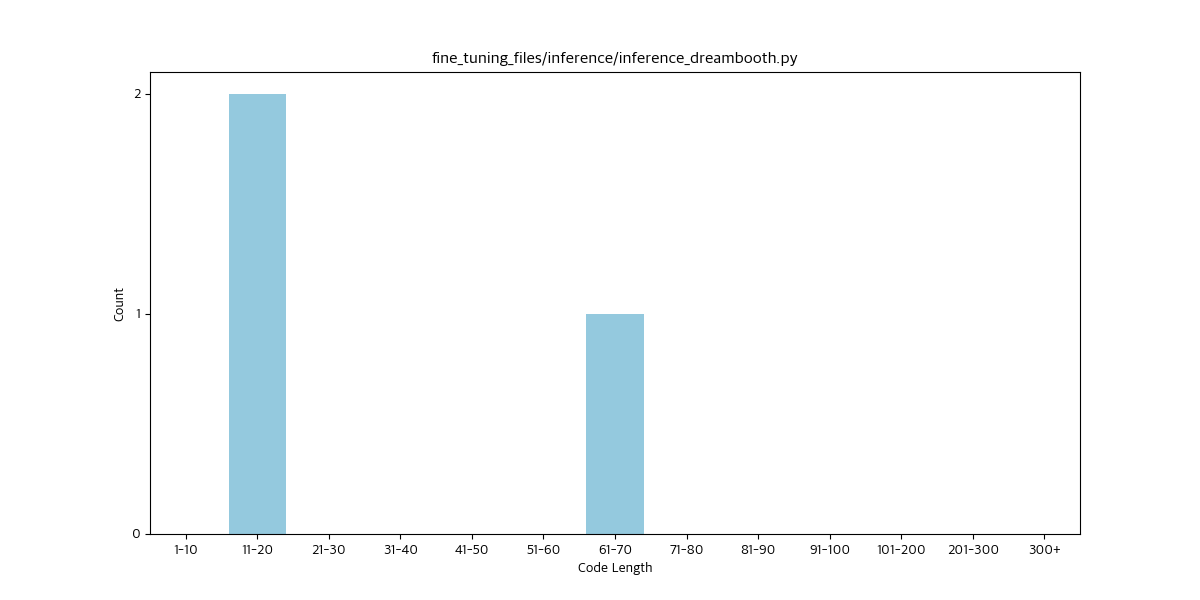 fine_tuning_files/inference/inference_dreambooth.py
2
1
0
Count
1-10 11-20 21-30 31-40 41-50 51-60 61-70 71-80 81-90 91-100 101-200 201-300 300+
Code Length